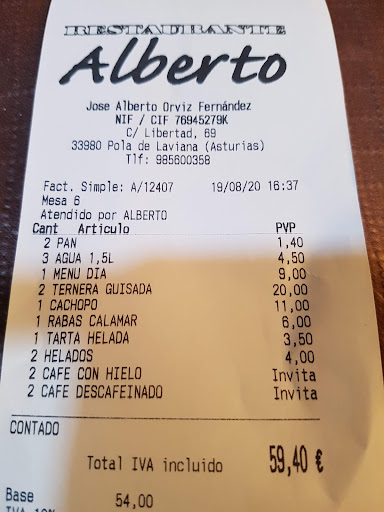 RESTAURANTE
Alberto
Jose Alberto Orviz Fernández
NIF / CIF 76945279K
C/ Libertad, 69
33980 Pola de Laviana (Asturias)
Tlf: 985600358
Fact. Simple: A/12407 19/08/20 16:37
Mesa 6
Atendido por ALBERTO
Cant Articulo PVP
2 PAN 1,40
3 AGUA 1,5L 4,50
1 MENU DIA 9,00
2 TERNERA GUISADA 20,00
1 CACHOPO 11,00
1 RABAS CALAMAR 6,00
1 TARTA HELADA 3,50
2 HELADOS 4,00
2 CAFE CON HIELO Invita
2 CAFE DESCAFEINADO Invita
CONTADO
Total IVA incluido 59,40 €
Base 54,00
IVA 10%